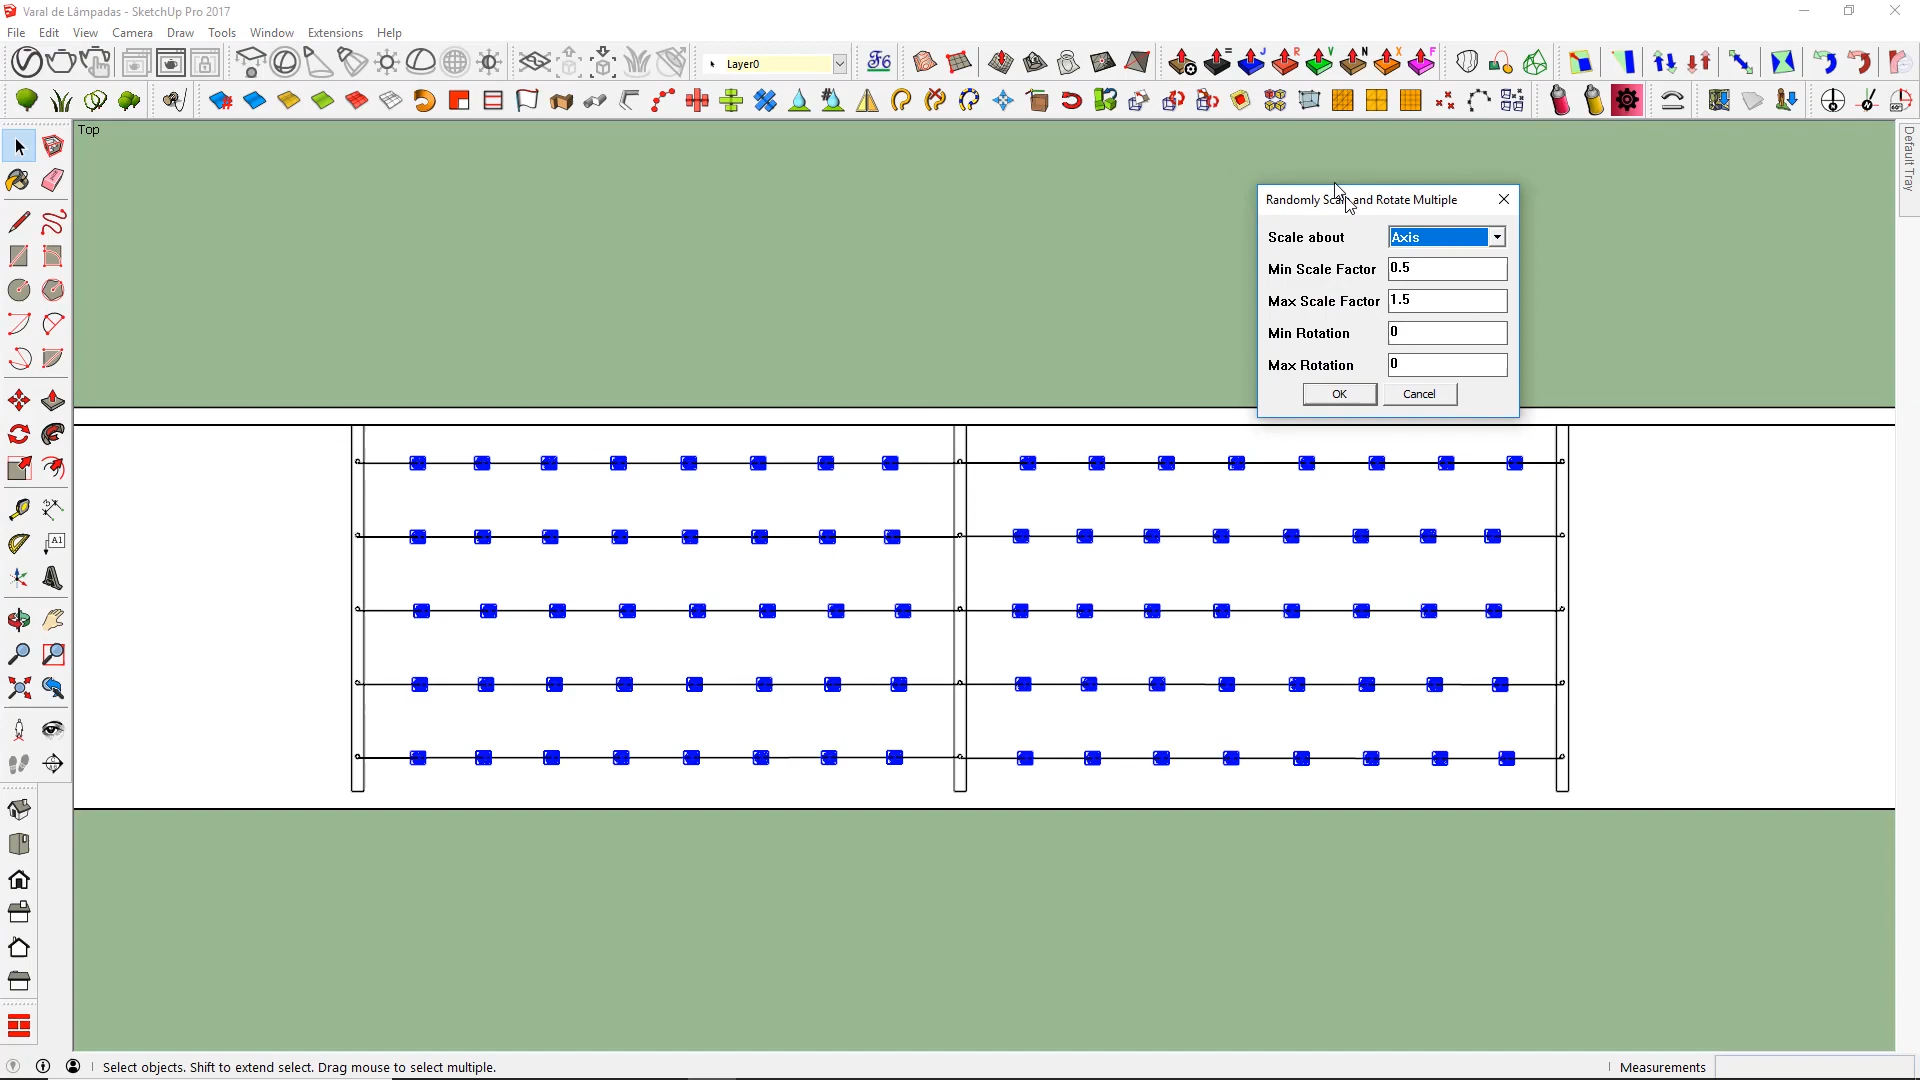 Varal de Lâmpadas - SketchUp Pro 2017
File Edit View Camera Draw Tools Window Extensions Help
Layer0
Top
Default Tray
Randomly Scal and Rotate Multiple
Scale about Axis
Min Scale Factor 0.5
Max Scale Factor 1.5
Min Rotation 0
Max Rotation 0
OK Cancel
Select objects. Shift to extend select. Drag mouse to select multiple.
Measurements